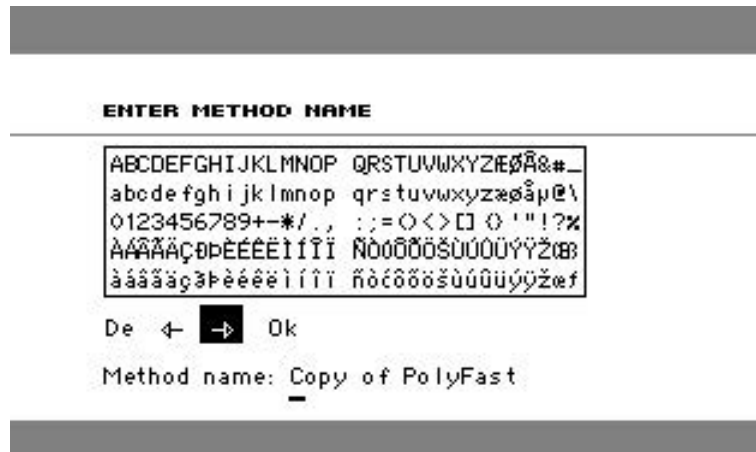 ENTER METHOD NAME
ABCDEFGHIJKLMNOP QRSTUVWXYZÆØÅ&#_
abcdefghijklmnop qrstuvwxyzæøåµ@\
0123456789+-*/., :;=()<>[] {}'"!?%
De ← → Ok
Method name: Copy of PolyFast